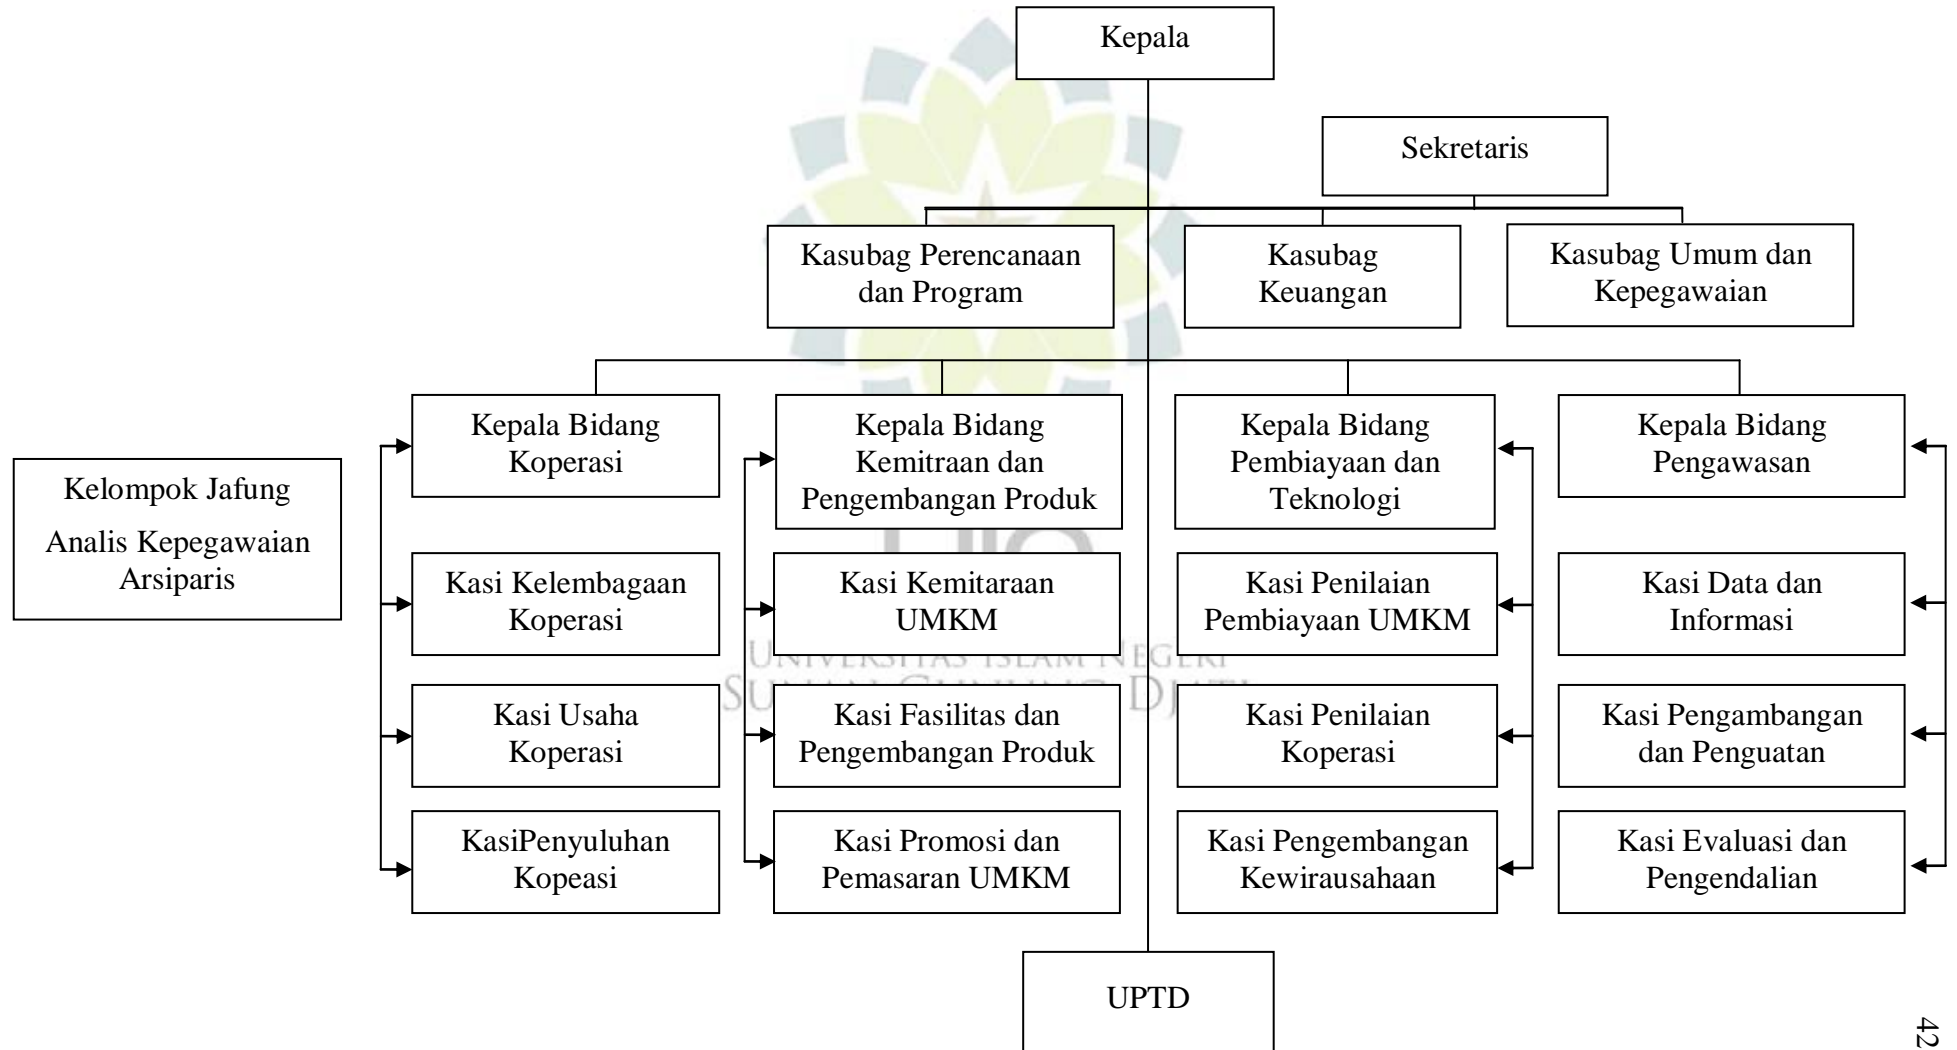 Kepala
Sekretaris
Kasubag Perencanaan
dan Program
Kasubag
Keuangan
Kasubag Umum dan
Kepegawaian
Kelompok Jafung
Analis Kepegawaian
Arsiparis
Kepala Bidang
Koperasi
Kepala Bidang
Kemitraan dan
Pengembangan Produk
Kepala Bidang
Pembiayaan dan
Teknologi
Kepala Bidang
Pengawasan
Kasi Kelembagaan
Koperasi
Kasi Kemitaraan
UMKM
Kasi Penilaian
Pembiayaan UMKM
Kasi Data dan
Informasi
UNIVERSITAS ISLAM NEGERI
Kasi Usaha
Koperasi
Kasi Fasilitas dan
Pengembangan Produk
Kasi Penilaian
Koperasi
Kasi Pengambangan
dan Penguatan
KasiPenyuluhan
Kopeasi
Kasi Promosi dan
Pemasaran UMKM
Kasi Pengembangan
Kewirausahaan
Kasi Evaluasi dan
Pengendalian
UPTD
42